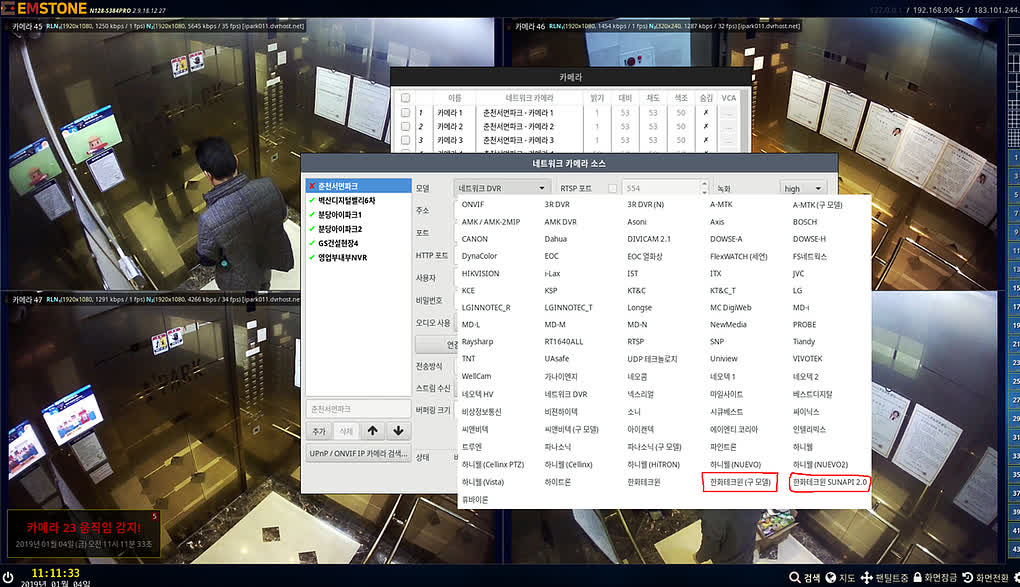 EMSTONE N128-S384PRO 2.9.18.12.27
127.0.0.1 / 192.168.90.45 / 183.101.244.
카메라 45 RLN₁(1920x1080, 1250 kbps / 1 fps) N₂(1920x1080, 5645 kbps / 35 fps) [ipark011.dvrhost.net]
카메라 46 RLN₁(1920x1080, 1454 kbps / 1 fps) N₂(320x240, 1287 kbps / 32 fps) [ipark011.dvrhost.net]
카메라
이름 네트워크 카메라 밝기 대비 채도 색조 숨김 VCA
1 카메라 1 춘천서면파크 - 카메라 1 1 53 53 50 ✗ ...
2 카메라 2 춘천서면파크 - 카메라 2 1 53 53 50 ✗ ...
3 카메라 3 춘천서면파크 - 카메라 3 1 53 53 50 ✗ ...
네트워크 카메라 소스
✗ 춘천서면파크
✔ 벽산디지털밸리6차
✔ 분당아이파크1
✔ 분당아이파크2
✔ GS건설현장4
✔ 영업부내부NVR
모델 네트워크 DVR RTSP 포트 554 녹화 high
주소
포트
HTTP 포트
사용자
비밀번호
오디오 사용
전송방식
스트림 수신
버퍼링 크기
상태
춘천서면파크
추가 삭제
UPnP / ONVIF IP 카메라 검색...
ONVIF 3R DVR 3R DVR (N) A-MTK A-MTK (구 모델)
AMK / AMK-2MIP AMK DVR Asoni Axis BOSCH
CANON Dahua DIVICAM 2.1 DOWSE-A DOWSE-H
DynaColor EOC EOC 열화상 FlexWATCH (세연) FS네트웍스
HIKVISION i-Lax IST ITX JVC
KCE KSP KT&C KT&C_T LG
LGINNOTEC_R LGINNOTEC_T Longse MC DigiWeb MD-i
MD-L MD-M MD-N NewMedia PROBE
Raysharp RT1640ALL RTSP SNP Tiandy
TNT UAsafe UDP 테크놀로지 Uniview VIVOTEK
WellCam 가나이엔지 네오콤 네오텍 1 네오텍 2
네오텍 HV 네트워크 DVR 넥스리얼 마임사이트 베스트디지탈
비상정보통신 비젼하이텍 소니 시큐베스트 싸이닉스
씨앤비텍 씨앤비텍 (구 모델) 아이캔텍 에이엔티 코리아 인텔리빅스
트루엔 파나소닉 파나소닉 (구 모델) 파인트론 하니웰
하니웰 (Cellinx PTZ) 하니웰 (Cellinx) 하니웰 (HiTRON) 하니웰 (NUEVO) 하니웰 (NUEVO2)
하니웰 (Vista) 하이트론 한화테크윈 한화테크윈 (구 모델) 한화테크윈 SUNAPI 2.0
휴바이론
카메라 47 RLN₁(1920x1080, 1291 kbps / 1 fps) N₂(1920x1080, 4266 kbps / 34 fps) [ipark011.dvrhost.net]
5
카메라 23 움직임 감지!
2019년 01월 04일 (금) 오전 11시 11분 33초
11:11:33
2019년 01월 04일
검색 지도 팬틸트줌 화면잠금 화면전환